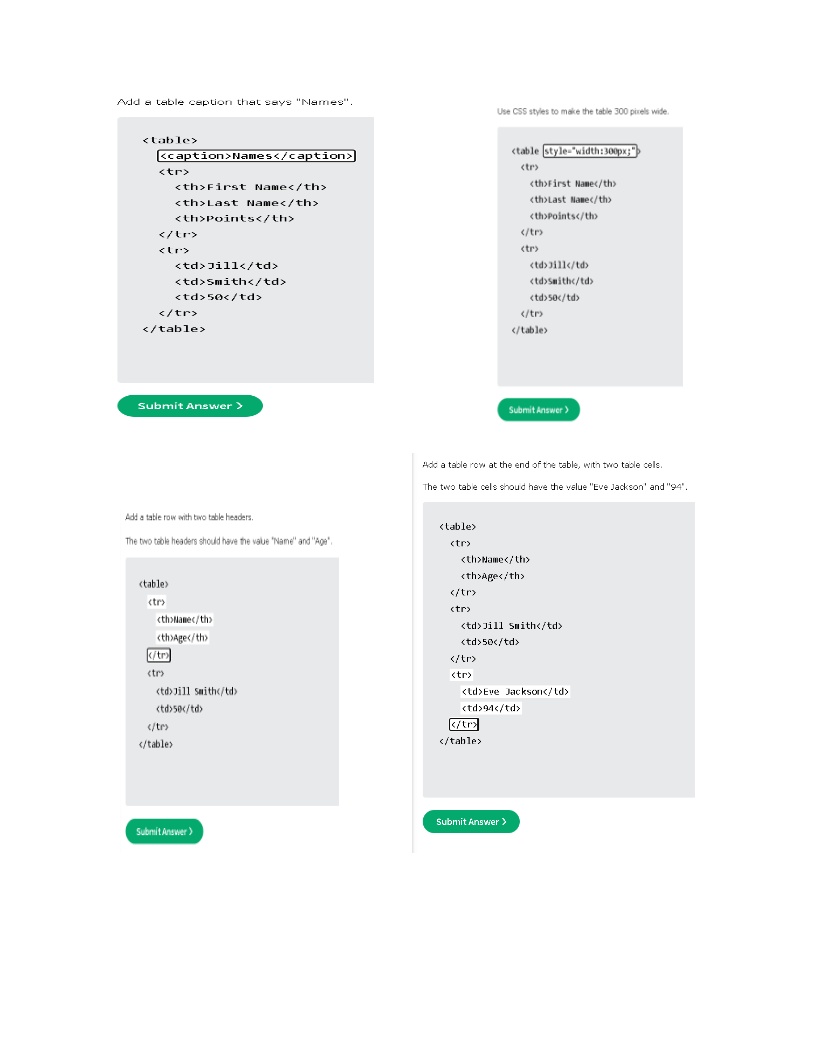 Add a table caption that says "Names".
<table>
<caption>Names</caption>
<tr>
<th>First Name</th>
<th>Last Name</th>
<th>Points</th>
</tr>
<tr>
<td>Jill</td>
<td>Smith</td>
<td>50</td>
</tr>
</table>
Submit Answer ❯
Use CSS styles to make the table 300 pixels wide.
<table style="width:300px;">
<tr>
<th>First Name</th>
<th>Last Name</th>
<th>Points</th>
</tr>
<tr>
<td>Jill</td>
<td>Smith</td>
<td>50</td>
</tr>
</table>
Submit Answer ❯
Add a table row with two table headers.
The two table headers should have the value "Name" and "Age".
<table>
<tr>
<th>Name</th>
<th>Age</th>
</tr>
<tr>
<td>Jill Smith</td>
<td>50</td>
</tr>
</table>
Submit Answer ❯
Add a table row at the end of the table, with two table cells.
The two table cells should have the value "Eve Jackson" and "94".
<table>
<tr>
<th>Name</th>
<th>Age</th>
</tr>
<tr>
<td>Jill Smith</td>
<td>50</td>
</tr>
<tr>
<td>Eve Jackson</td>
<td>94</td>
</tr>
</table>
Submit Answer ❯